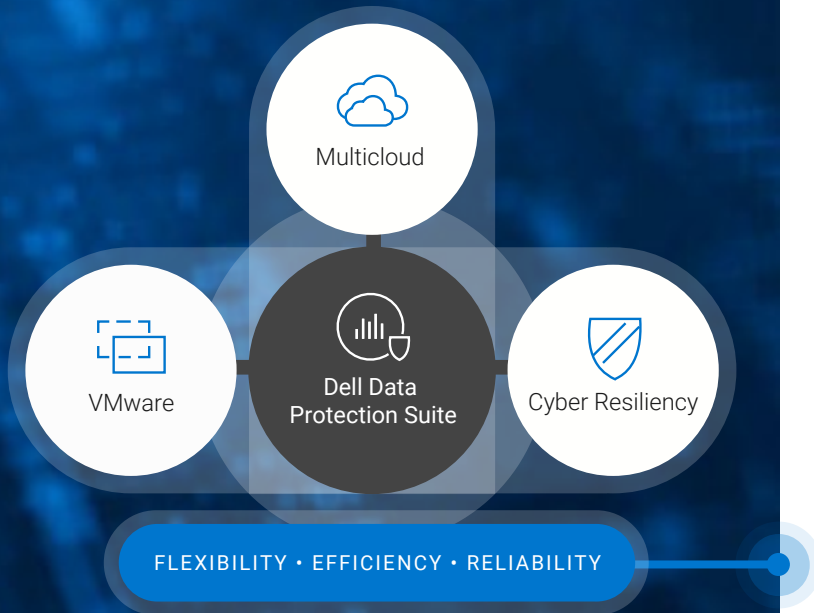 Multicloud
VMware
Dell Data
Protection Suite
Cyber Resiliency
FLEXIBILITY • EFFICIENCY • RELIABILITY